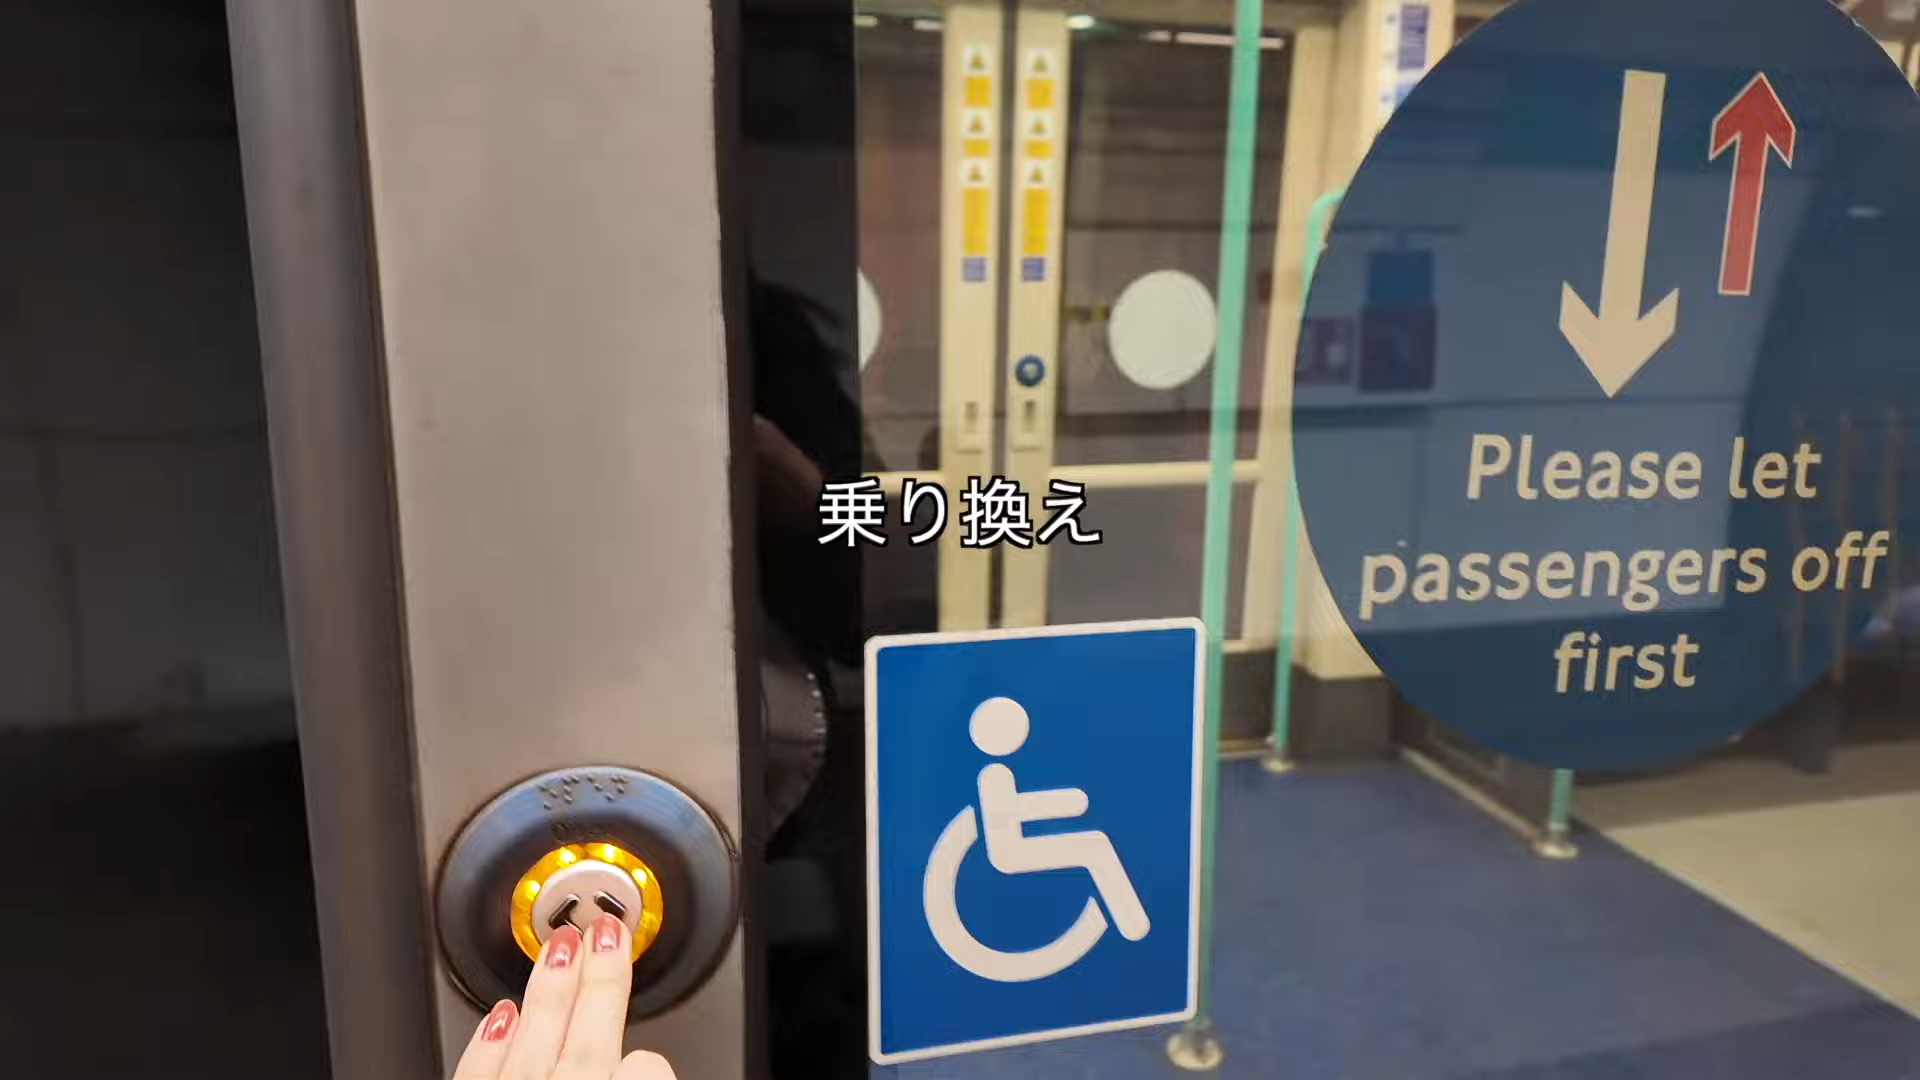 乗り換え
Please let
passengers off
first